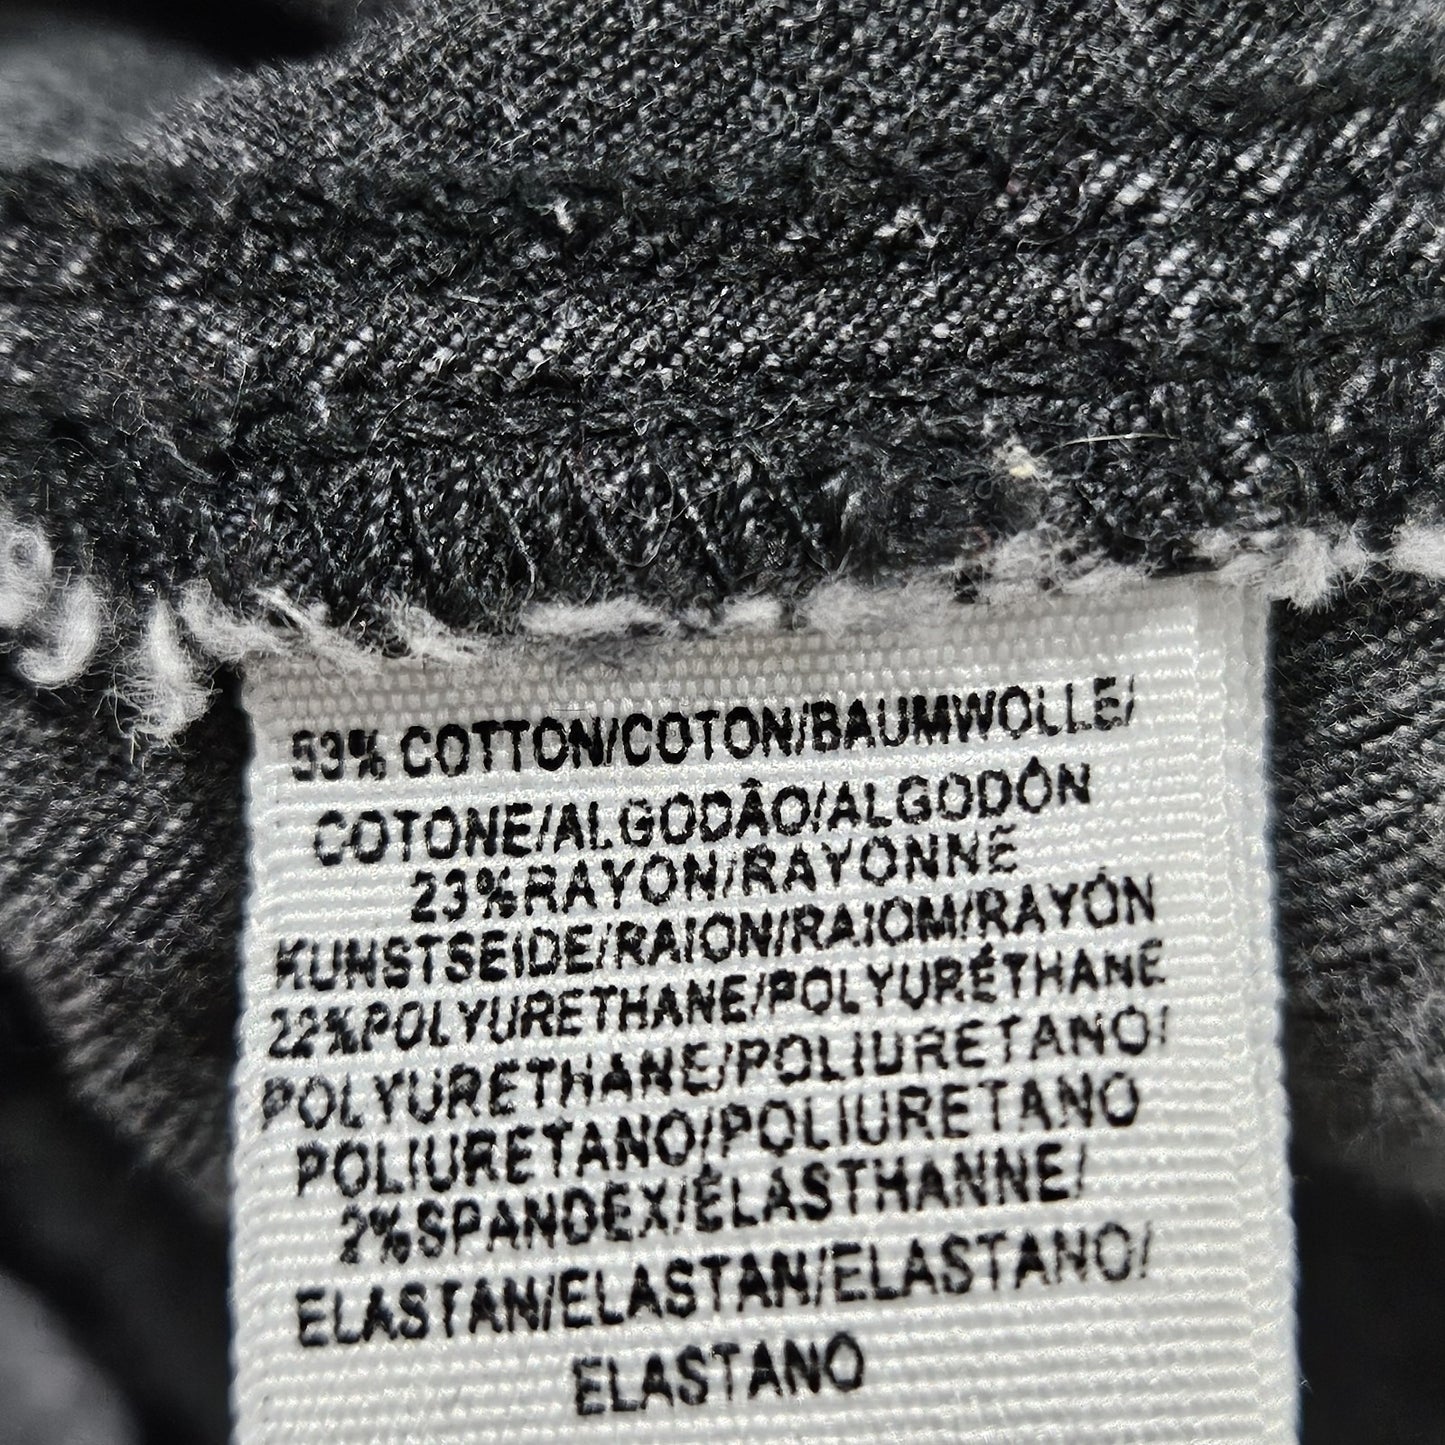 53% COTTON/COTON/BAUMWOLLE/
COTONE/ALGODÂO/ALGODÓN
23%RAYON/RAYONNE
KUNSTSEIDE/RAION/RAIOM/RAYÓN
22%POLYURETHANE/POLYURÉTHANE
POLYURETHANE/POLIURETANO/
POLIURETANO/POLIURETANO
2%SPANDEX/ÉLASTHANNE/
ELASTAN/ELASTAN/ELASTANO/
ELASTANO